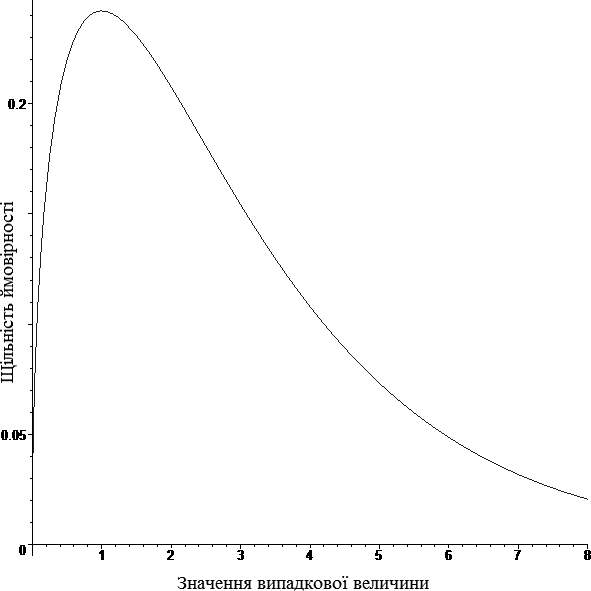 Щільність ймовірності
0.2
0.05
0
1 2 3 4 5 6 7 8
Значення випадкової величини